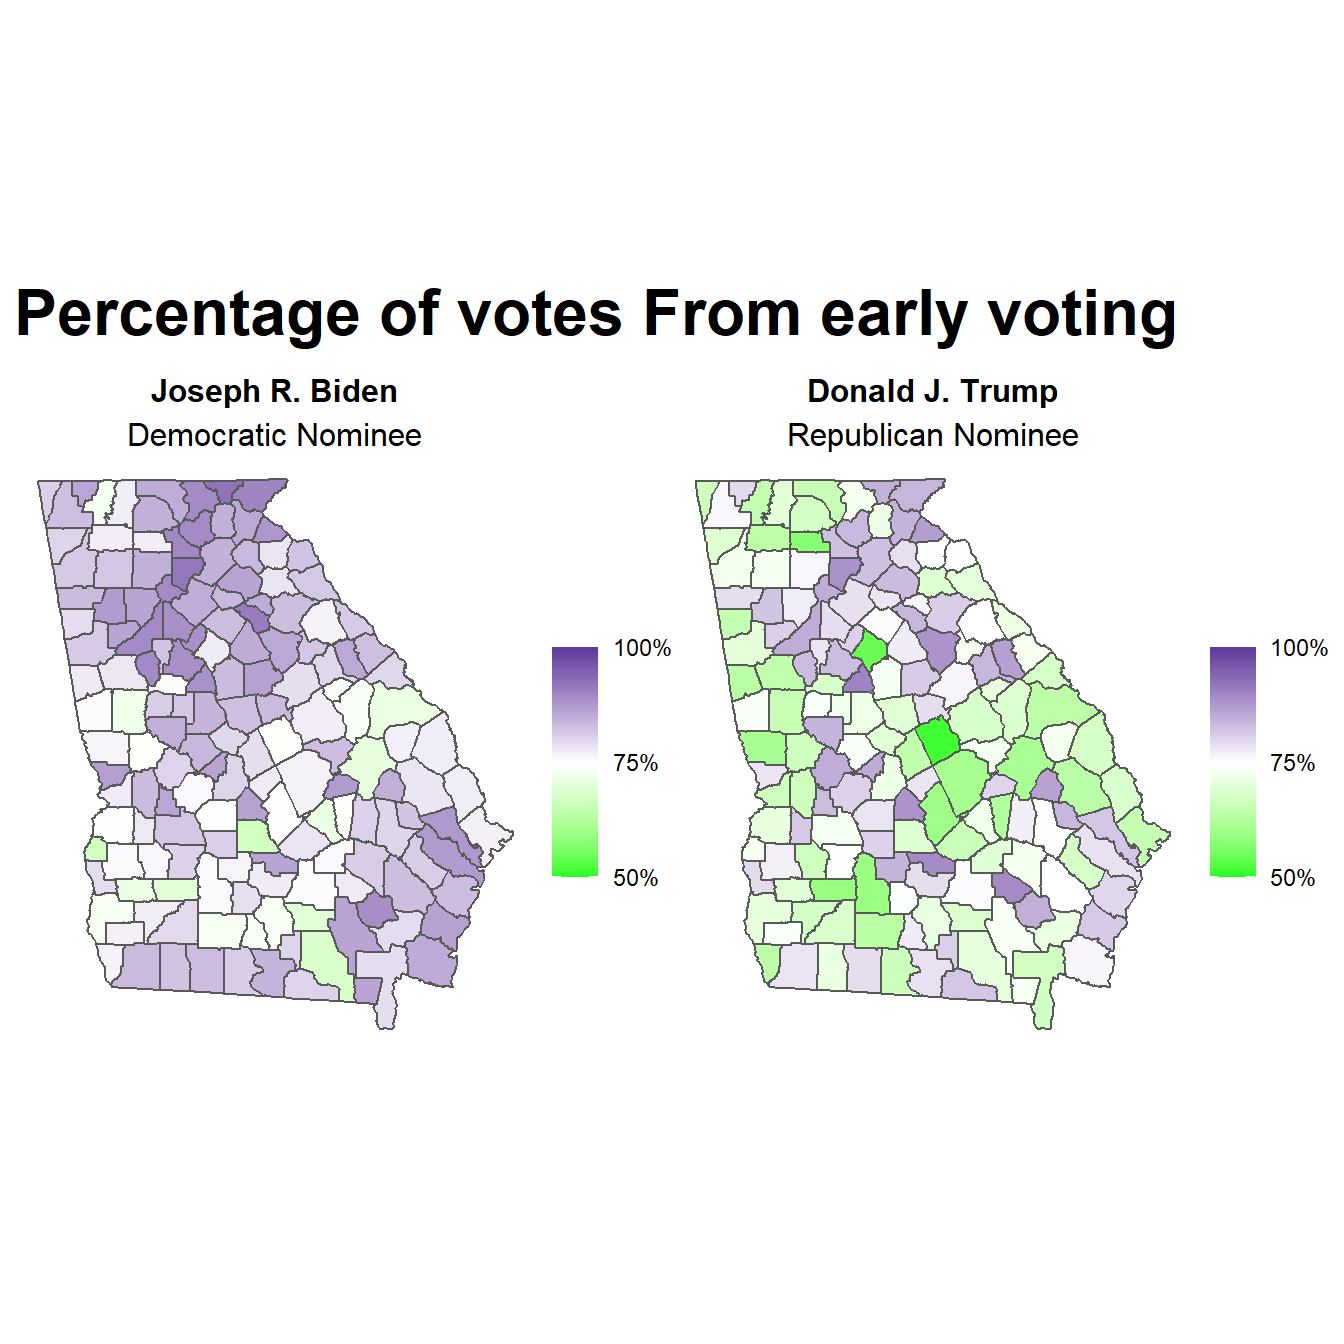 Percentage of votes From early voting
Joseph R. Biden
Democratic Nominee
100%
75%
50%
Donald J. Trump
Republican Nominee
100%
75%
50%